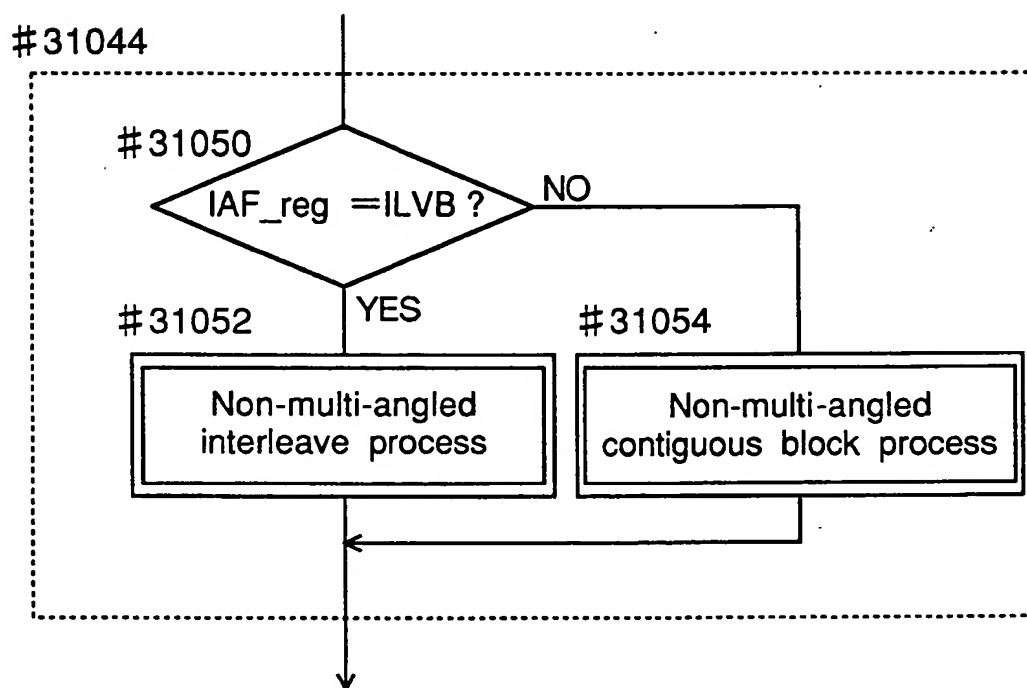 #31044
#31050
IAF_reg =ILVB ?
NO
YES
#31052
#31054
Non-multi-angled
interleave process
Non-multi-angled
contiguous block process